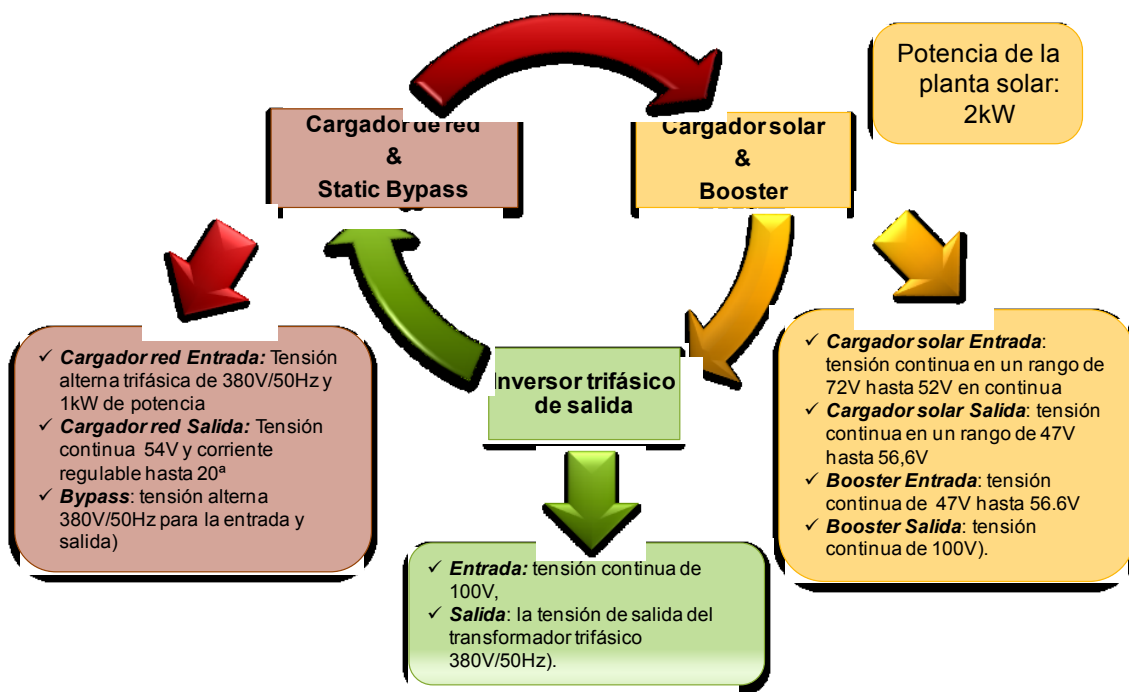 Potencia de la
planta solar:
2kW
Cargador de red
&
Static Bypass
Cargador solar
&
Booster
Inversor trifásico
de salida
✓ Cargador red Entrada: Tensión
alterna trifásica de 380V/50Hz y
1kW de potencia
✓ Cargador red Salida: Tensión
continua 54V y corriente
regulable hasta 20ª
✓ Bypass: tensión alterna
380V/50Hz para la entrada y
salida)
✓ Cargador solar Entrada:
tensión continua en un rango de
72V hasta 52V en continua
✓ Cargador solar Salida: tensión
continua en un rango de 47V
hasta 56,6V
✓ Booster Entrada: tensión
continua de 47V hasta 56.6V
✓ Booster Salida: tensión
continua de 100V).
✓ Entrada: tensión continua de
100V,
✓ Salida: la tensión de salida del
transformador trifásico
380V/50Hz).